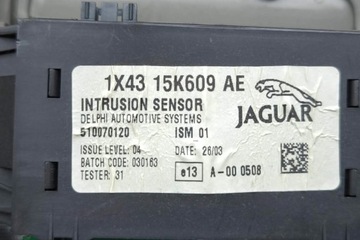 1X43 15K609 AE
INTRUSION SENSOR
DELPHI AUTOMOTIVE SYSTEMS
510070120 ISM 01
JAGUAR
ISSUE LEVEL: 04 DATE: 26/03
BATCH CODE: 030163
TESTER: 31 e13 A-00 0508